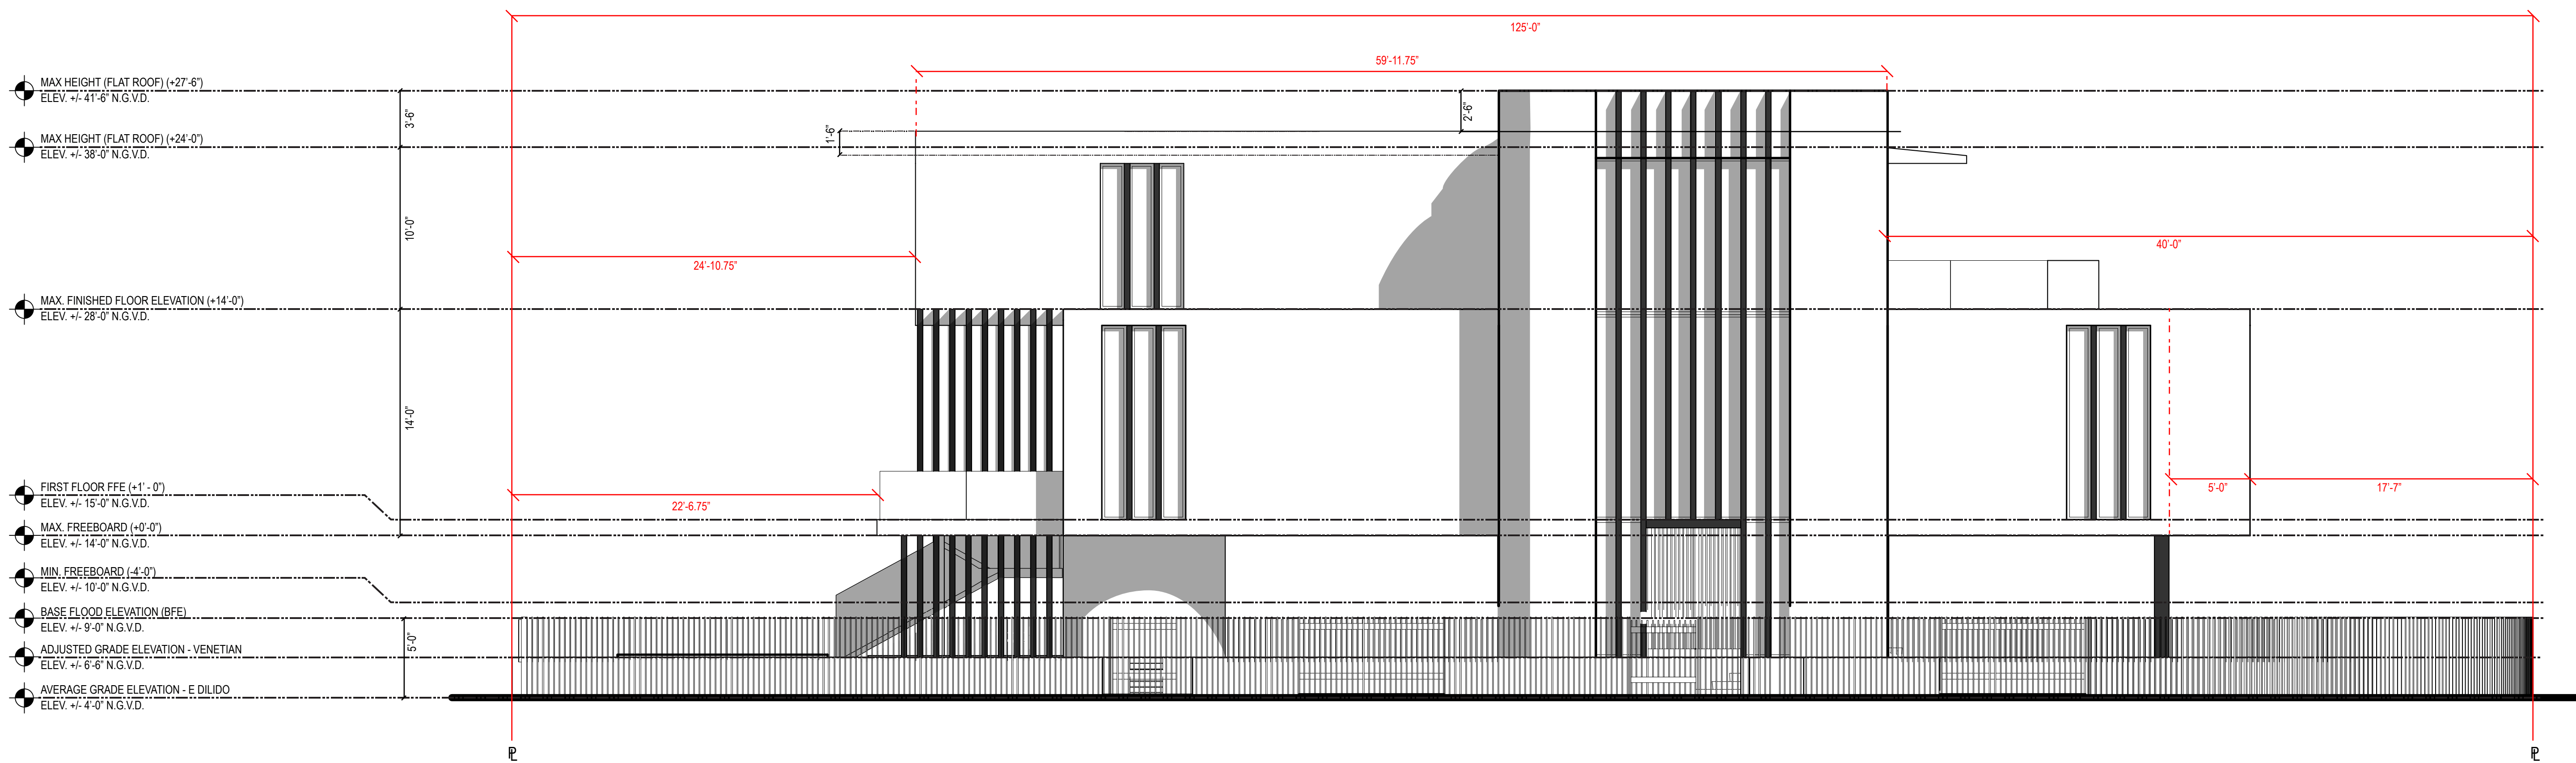 125'-0"
59'-11.75"
MAX HEIGHT (FLAT ROOF) (+27'-6")
ELEV. +/- 41'-6" N.G.V.D.
3'-6"
2'-6"
1'-6"
MAX HEIGHT (FLAT ROOF) (+24'-0")
ELEV. +/- 38'-0" N.G.V.D.
10'-0"
24'-10.75"
40'-0"
MAX. FINISHED FLOOR ELEVATION (+14'-0")
ELEV. +/- 28'-0" N.G.V.D.
14'-0"
FIRST FLOOR FFE (+1' - 0")
ELEV. +/- 15'-0" N.G.V.D.
22'-6.75"
5'-0"
17'-7"
MAX. FREEBOARD (+0'-0")
ELEV. +/- 14'-0" N.G.V.D.
MIN. FREEBOARD (-4'-0")
ELEV. +/- 10'-0" N.G.V.D.
BASE FLOOD ELEVATION (BFE)
ELEV. +/- 9'-0" N.G.V.D.
5'-0"
ADJUSTED GRADE ELEVATION - VENETIAN
ELEV. +/- 6'-6" N.G.V.D.
AVERAGE GRADE ELEVATION - E DILIDO
ELEV. +/- 4'-0" N.G.V.D.
PL
PL